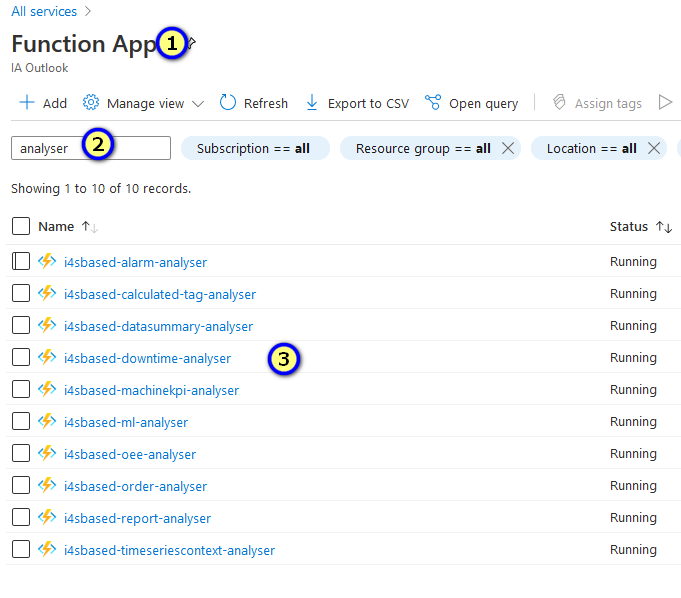 All services >
Function App 1
IA Outlook
Add Manage view Refresh Export to CSV Open query Assign tags
analyser 2 Subscription == all Resource group == all Location == all
Showing 1 to 10 of 10 records.
Name ↑↓ Status ↑↓
i4sbased-alarm-analyser Running
i4sbased-calculated-tag-analyser Running
i4sbased-datasummary-analyser Running
i4sbased-downtime-analyser 3 Running
i4sbased-machinekpi-analyser Running
i4sbased-ml-analyser Running
i4sbased-oee-analyser Running
i4sbased-order-analyser Running
i4sbased-report-analyser Running
i4sbased-timeseriescontext-analyser Running